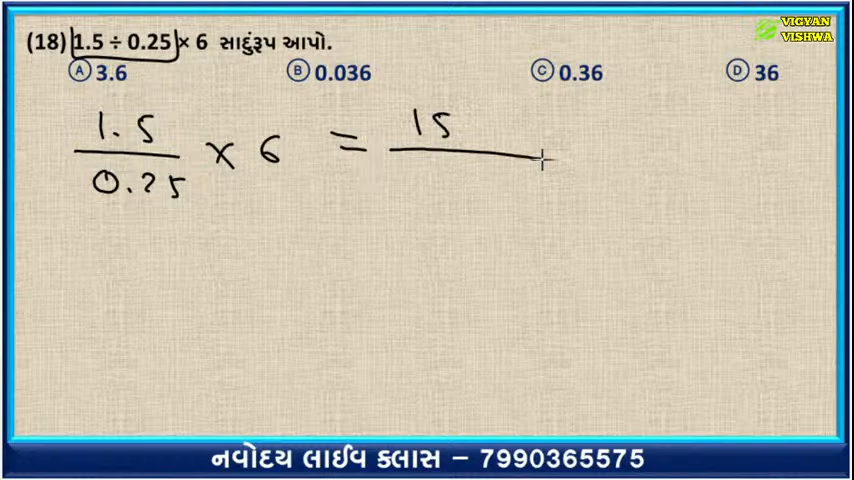 VIGYAN
VISHWA
(18) 1.5 ÷ 0.25 × 6 સાદુંરૂપ આપો.
A 3.6 B 0.036 C 0.36 D 36
1.5 / 0.25 × 6 = 15
નવોદય લાઈવ ક્લાસ – 7990365575